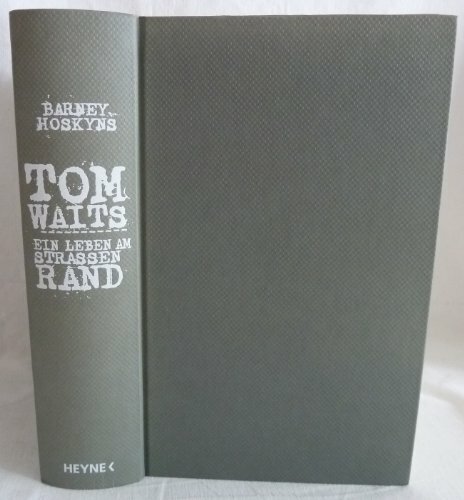 BARNEY
HOSKYNS
TOM
WAITS
EIN LEBEN AM
STRASSEN
RAND
HEYNE<